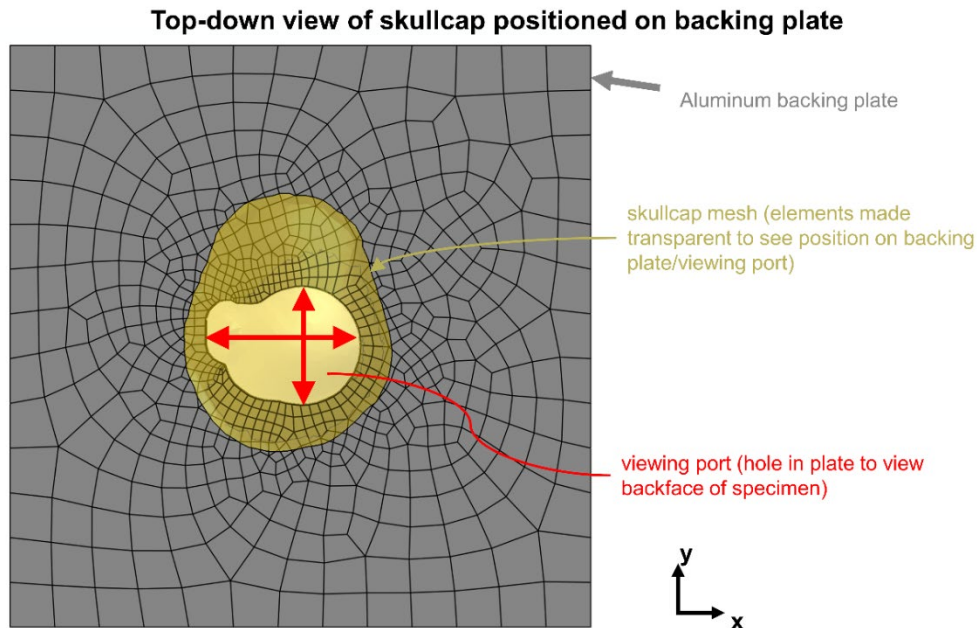 Top-down view of skullcap positioned on backing plate
Aluminum backing plate
skullcap mesh (elements made
transparent to see position on backing
plate/viewing port)
viewing port (hole in plate to view
backface of specimen)
y
x